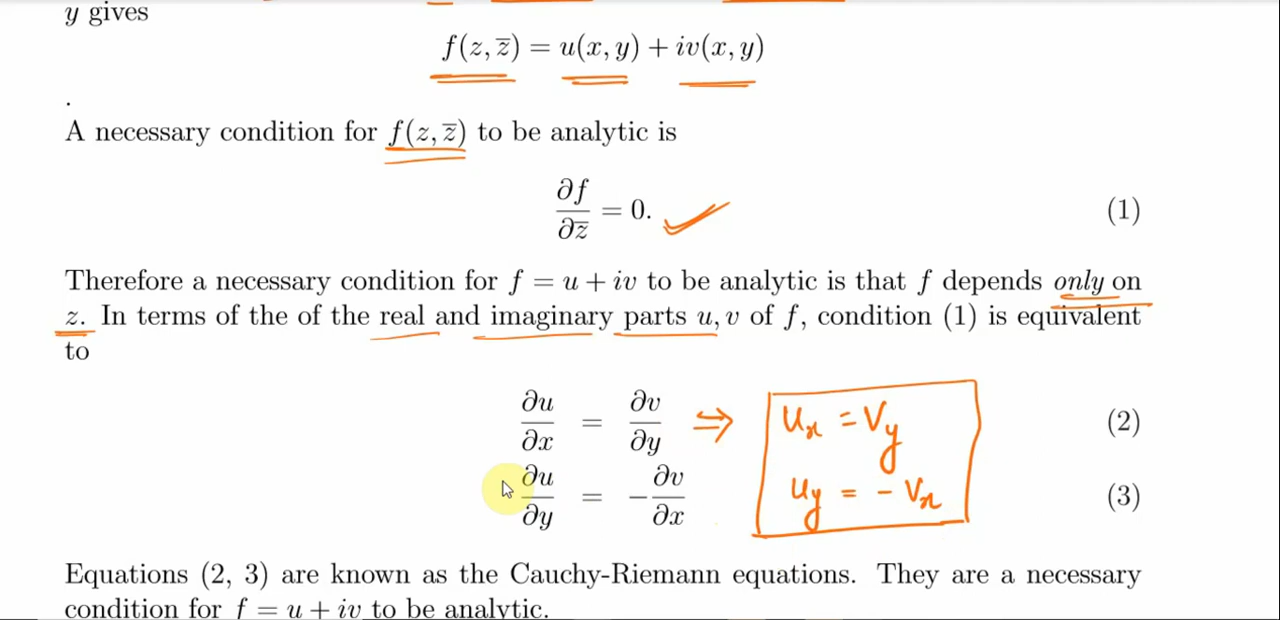 y gives
f(z, z̅) = u(x, y) + iv(x, y)
.
A necessary condition for f(z, z̅) to be analytic is
∂f/∂z̅ = 0. (1)
Therefore a necessary condition for f = u + iv to be analytic is that f depends only on
z. In terms of the of the real and imaginary parts u, v of f, condition (1) is equivalent
to
∂u/∂x = ∂v/∂y ⇒ uₓ = v_y (2)
∂u/∂y = −∂v/∂x u_y = − vₓ (3)
Equations (2, 3) are known as the Cauchy-Riemann equations. They are a necessary
condition for f = u + iv to be analytic.